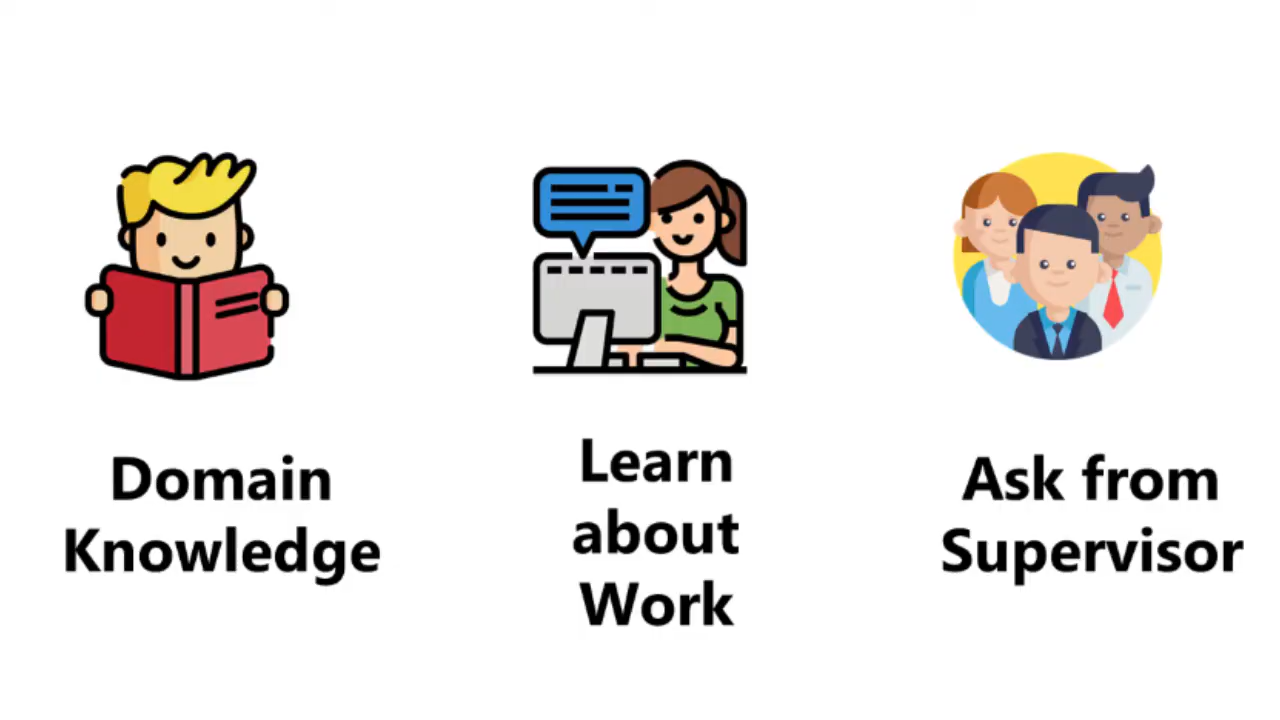 Domain
Knowledge
Learn
about
Work
Ask from
Supervisor